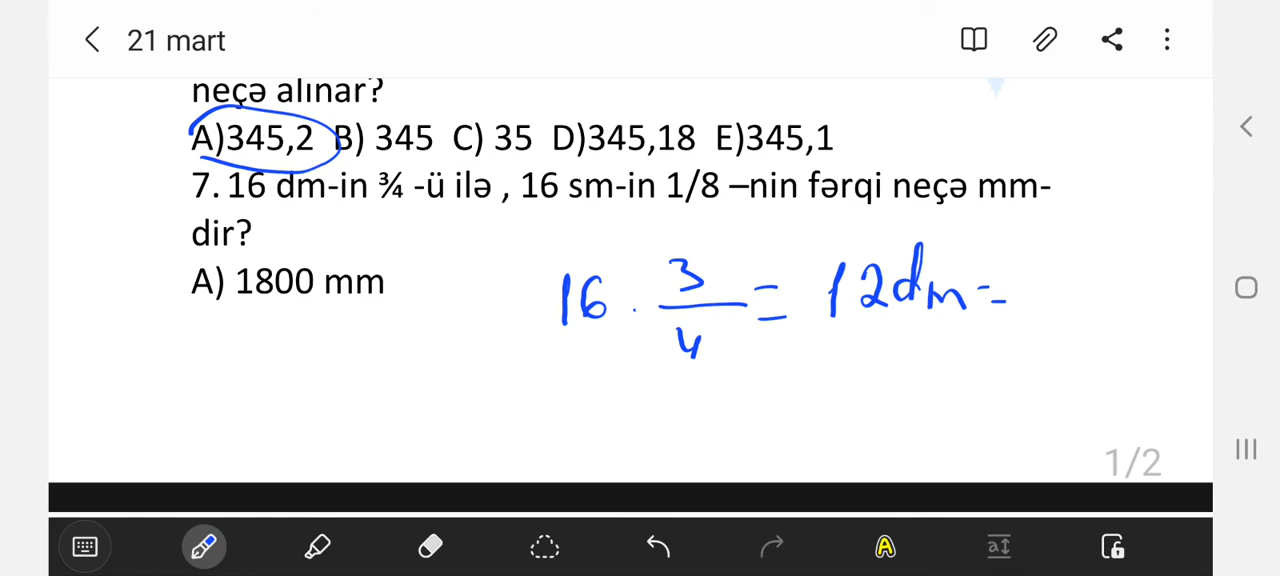 21 mart
neçə alınar?
A)345,2 B) 345 C) 35 D)345,18 E)345,1
7. 16 dm-in ¾ -ü ilə , 16 sm-in 1/8 –nin fərqi neçə mm-
dir?
A) 1800 mm
16 · 3/4 = 12dm =
1/2